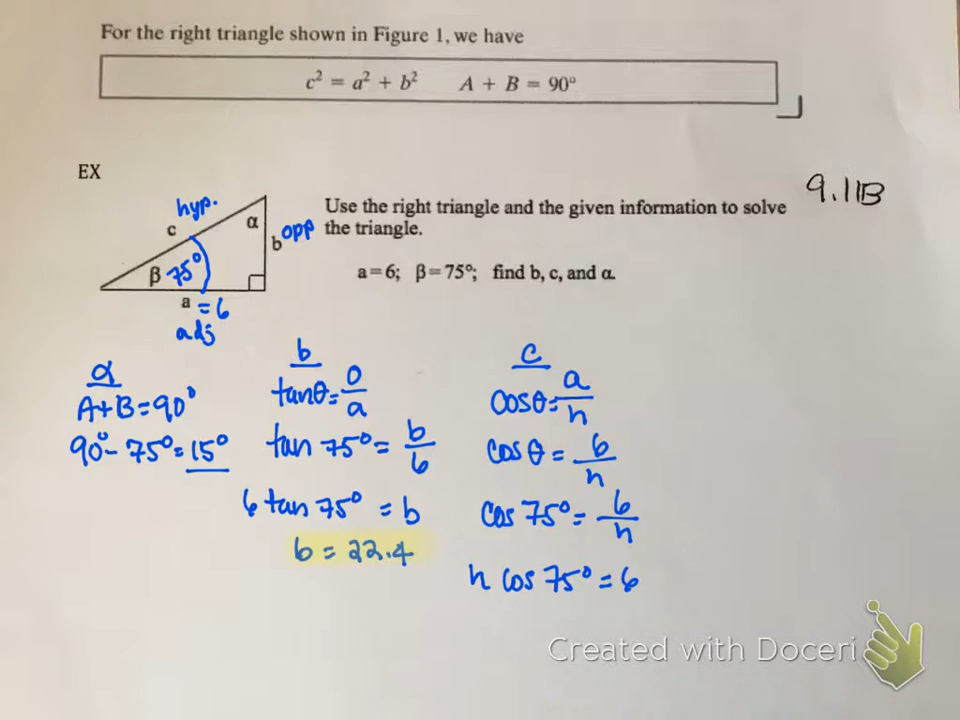 For the right triangle shown in Figure 1, we have
c² = a² + b² A + B = 90°
EX
9.11B
hyp.
c
α
b opp
β 75°
a = 6
adj
Use the right triangle and the given information to solve
the triangle.
a=6; β=75°; find b, c, and α.
α
A+B=90°
90°-75°=15°
b
tanθ=o/a
tan 75°=b/6
6 tan 75° = b
b = 22.4
c
cosθ=a/h
cos θ = 6/h
cos 75°=6/h
h cos 75°=6
Created with Doceri